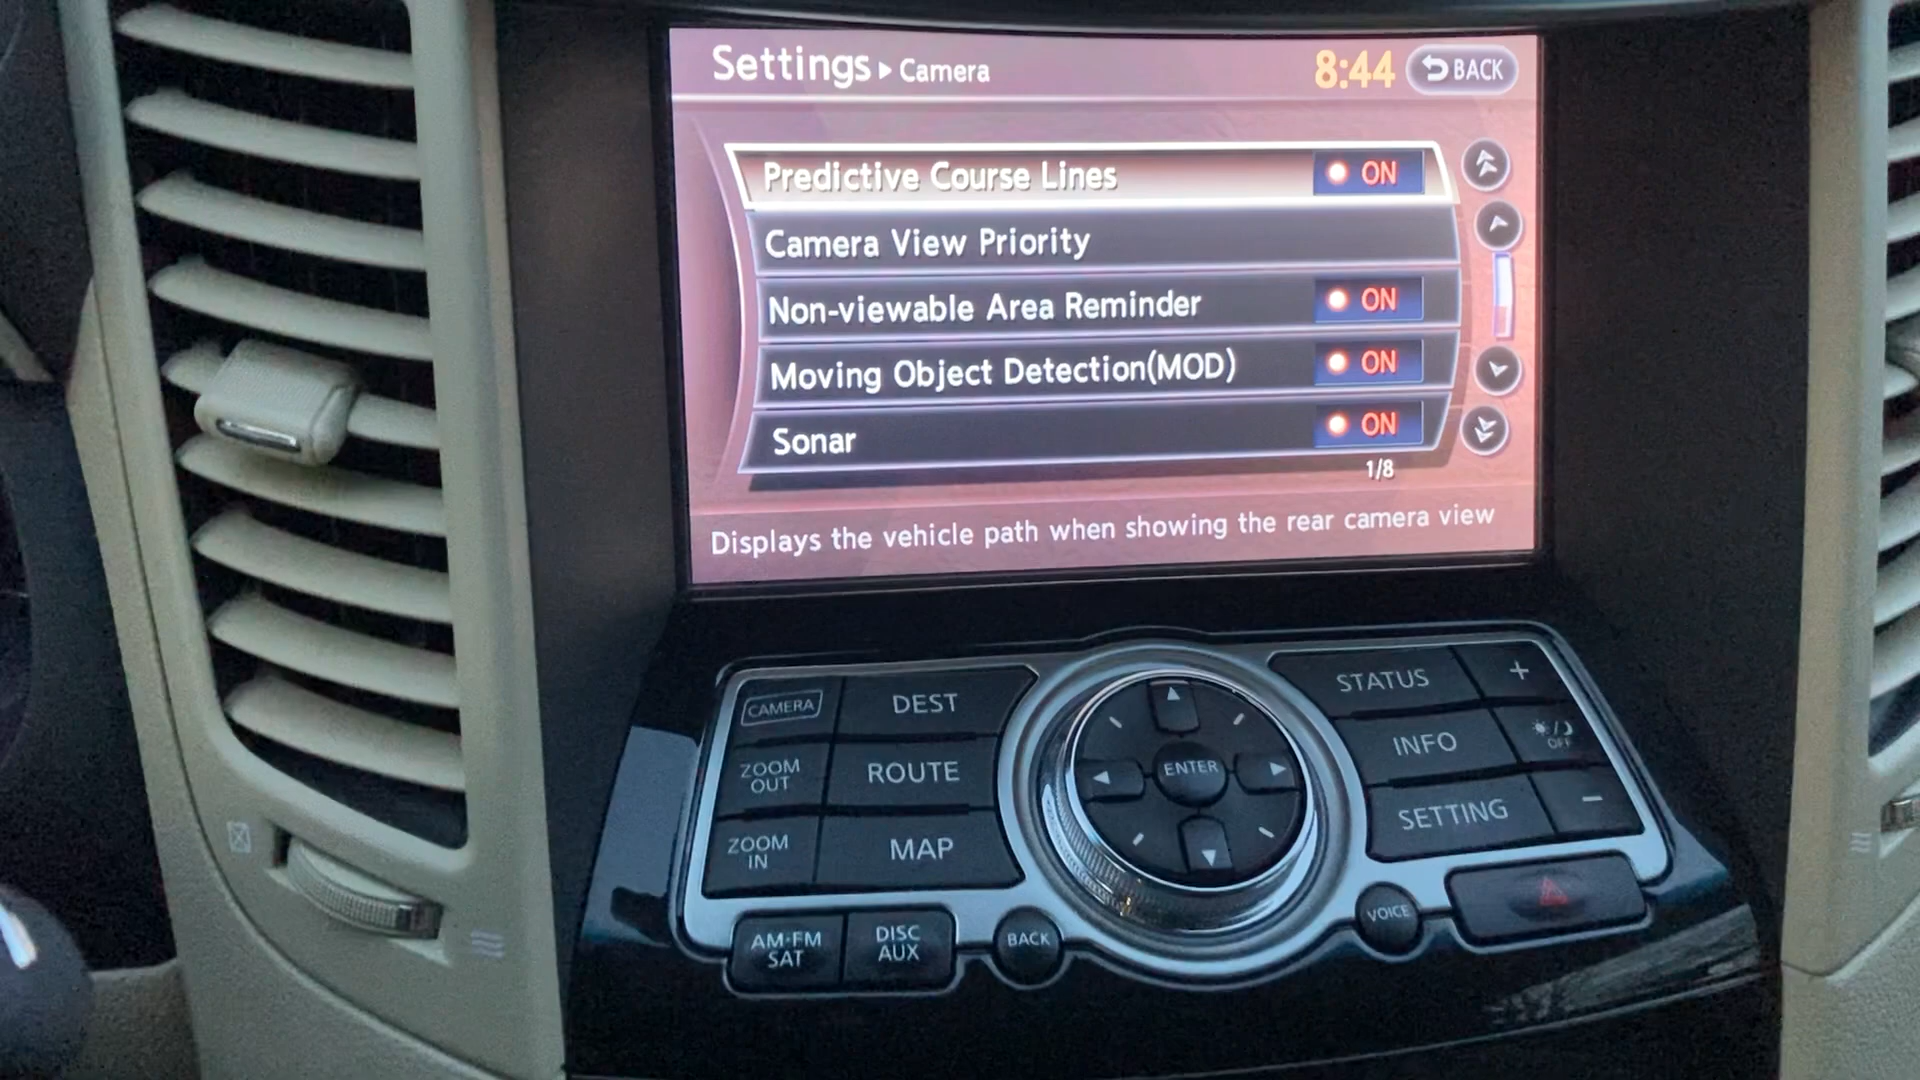 Settings ▸ Camera
8:44
BACK
Predictive Course Lines ON
Camera View Priority
Non-viewable Area Reminder ON
Moving Object Detection(MOD) ON
Sonar ON
1/8
Displays the vehicle path when showing the rear camera view
CAMERA
DEST
ZOOM
OUT
ROUTE
ZOOM
IN
MAP
AM·FM
SAT
DISC
AUX
BACK
ENTER
VOICE
STATUS
+
INFO
OFF
SETTING
−